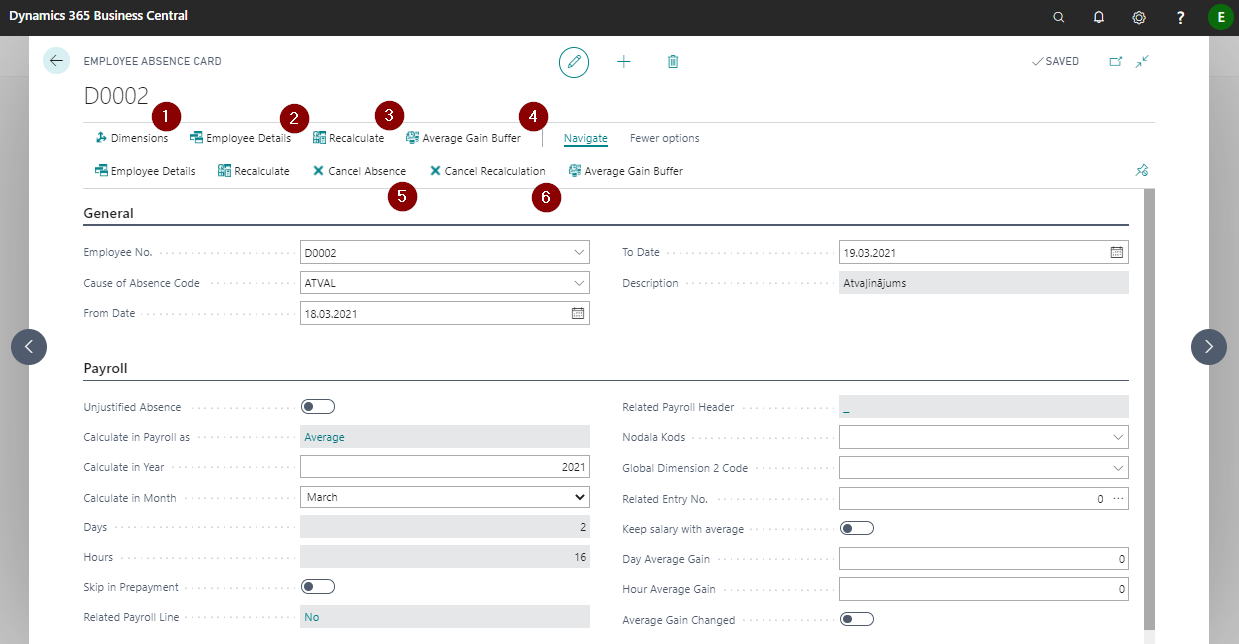 Dynamics 365 Business Central
?
E
EMPLOYEE ABSENCE CARD
SAVED
D0002
1
2
3
4
Dimensions
Employee Details
Recalculate
Average Gain Buffer
Navigate
Fewer options
Employee Details
Recalculate
Cancel Absence
Cancel Recalculation
Average Gain Buffer
5
6
General
Employee No.
D0002
To Date
19.03.2021
Cause of Absence Code
ATVAL
Description
Atvaļinājums
From Date
18.03.2021
Payroll
Unjustified Absence
Related Payroll Header
_
Calculate in Payroll as
Average
Nodala Kods
Calculate in Year
2021
Global Dimension 2 Code
Calculate in Month
March
Related Entry No.
0 ···
Days
2
Keep salary with average
Hours
16
Day Average Gain
0
Skip in Prepayment
Hour Average Gain
0
Related Payroll Line
No
Average Gain Changed